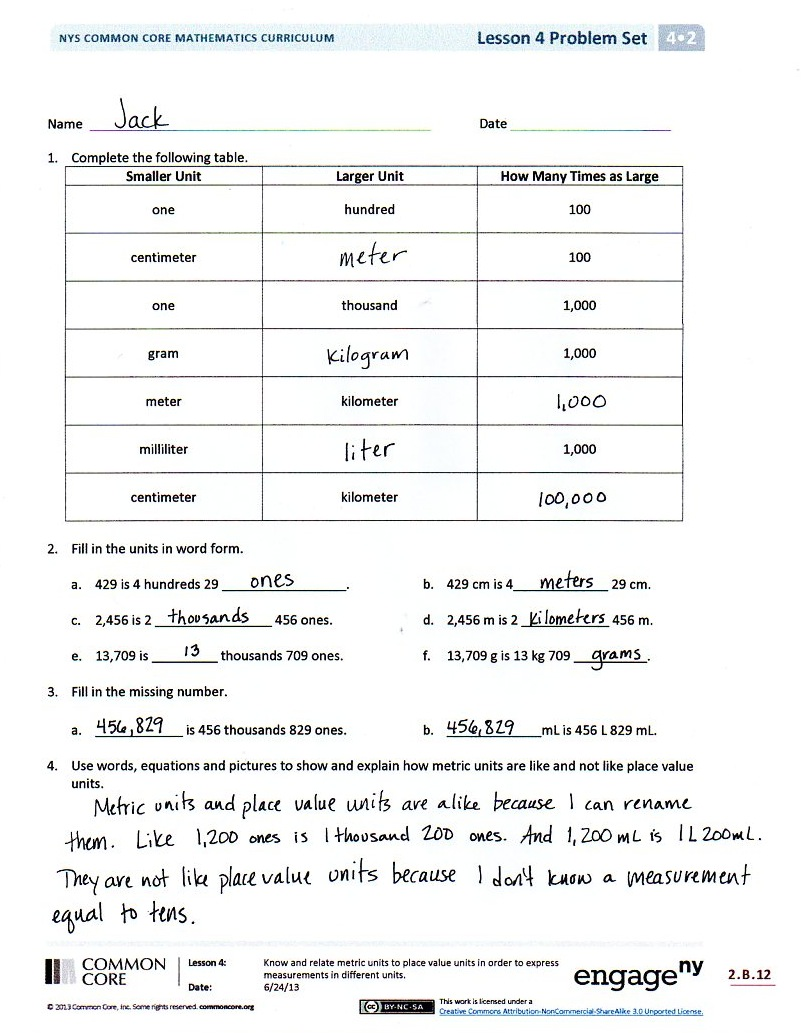 NYS COMMON CORE MATHEMATICS CURRICULUM Lesson 4 Problem Set 4•2
Name Jack Date
1. Complete the following table.
Smaller Unit Larger Unit How Many Times as Large
one hundred 100
centimeter meter 100
one thousand 1,000
gram kilogram 1,000
meter kilometer 1,000
milliliter liter 1,000
centimeter kilometer 100,000
2. Fill in the units in word form.
a. 429 is 4 hundreds 29 ones. b. 429 cm is 4 meters 29 cm.
c. 2,456 is 2 thousands 456 ones. d. 2,456 m is 2 kilometers 456 m.
e. 13,709 is 13 thousands 709 ones. f. 13,709 g is 13 kg 709 grams.
3. Fill in the missing number.
a. 456,829 is 456 thousands 829 ones. b. 456,829 mL is 456 L 829 mL.
4. Use words, equations and pictures to show and explain how metric units are like and not like place value
units.
Metric units and place value units are alike because I can rename
them. Like 1,200 ones is 1 thousand 200 ones. And 1,200 mL is 1 L 200 mL.
They are not like place value units because I don't know a measurement
equal to tens.
COMMON CORE Lesson 4: Know and relate metric units to place value units in order to express
measurements in different units.
Date: 6/24/13
engageny 2.B.12
© 2013 Common Core, Inc. Some rights reserved. commoncore.org
(cc) BY-NC-SA This work is licensed under a
Creative Commons Attribution-NonCommercial-ShareAlike 3.0 Unported License.